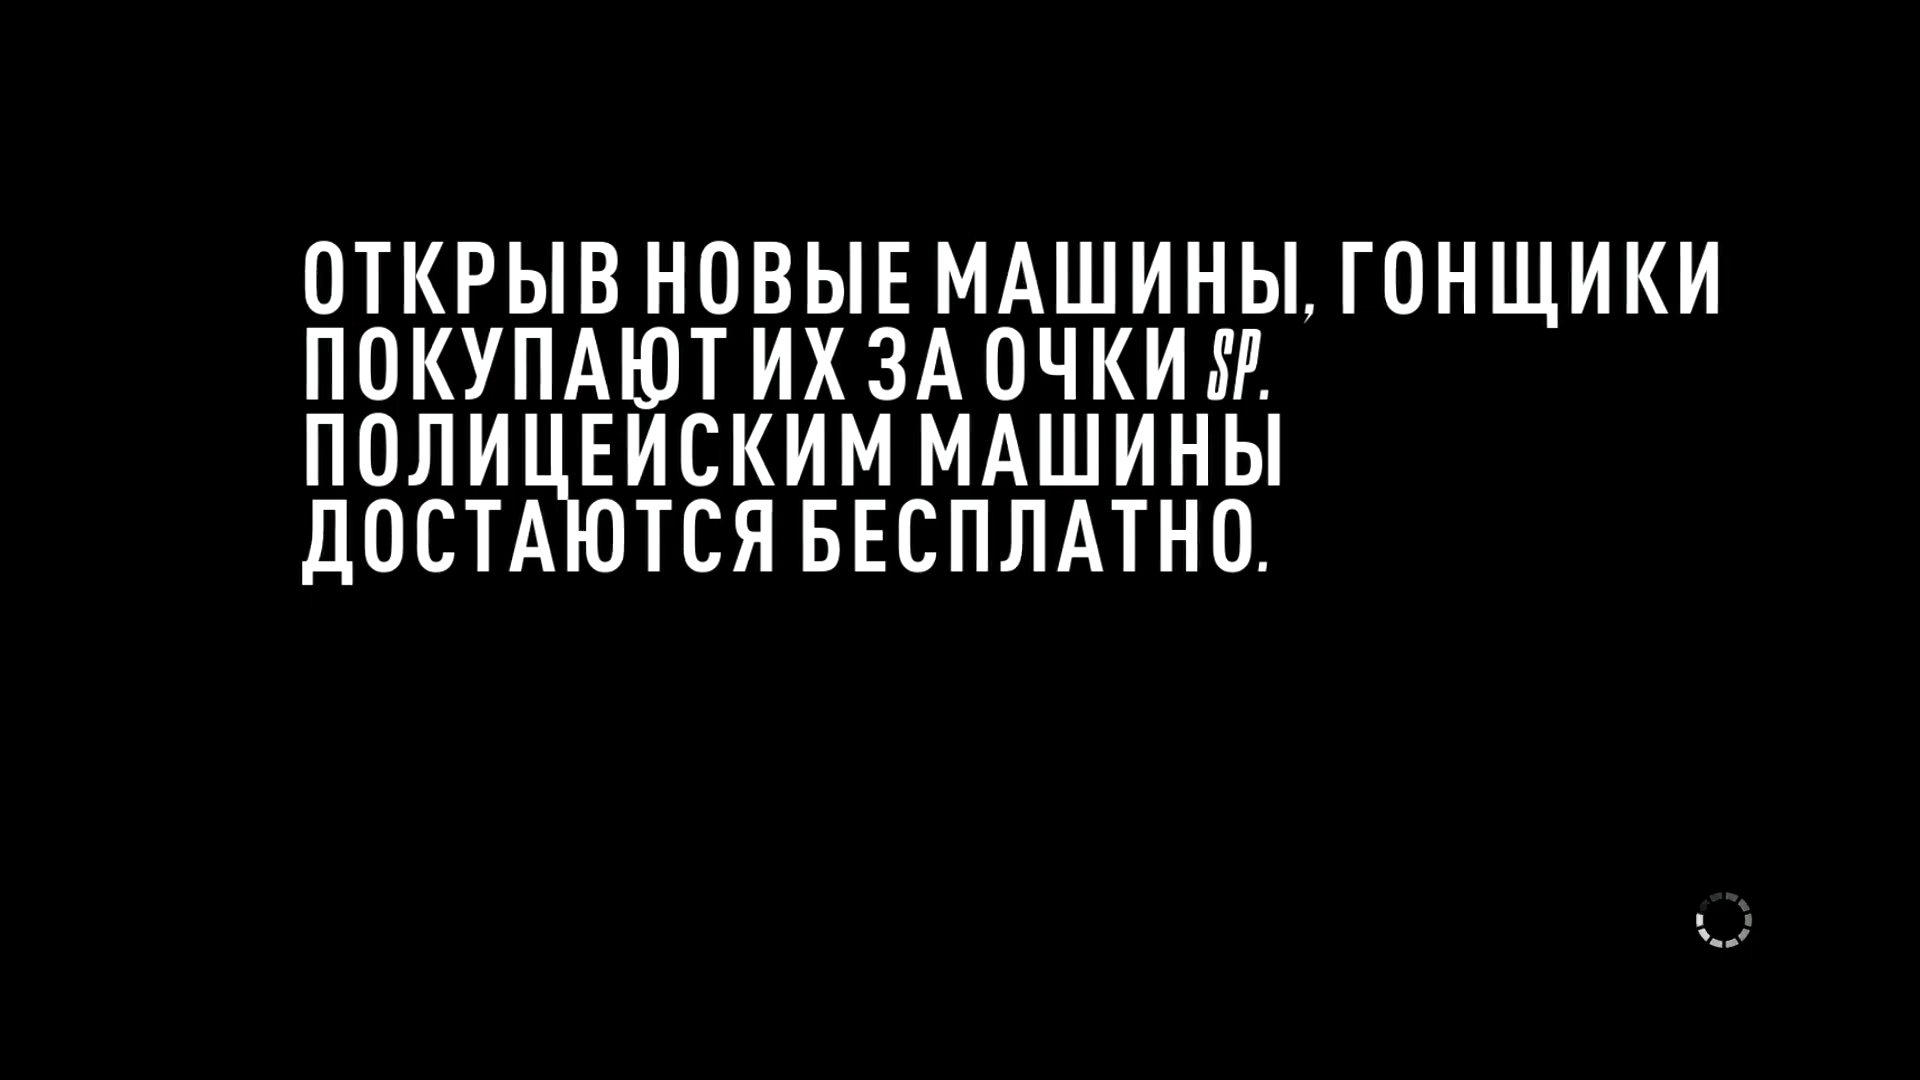 ОТКРЫВ НОВЫЕ МАШИНЫ, ГОНЩИКИ
ПОКУПАЮТ ИХ ЗА ОЧКИ SP.
ПОЛИЦЕЙСКИМ МАШИНЫ
ДОСТАЮТСЯ БЕСПЛАТНО.